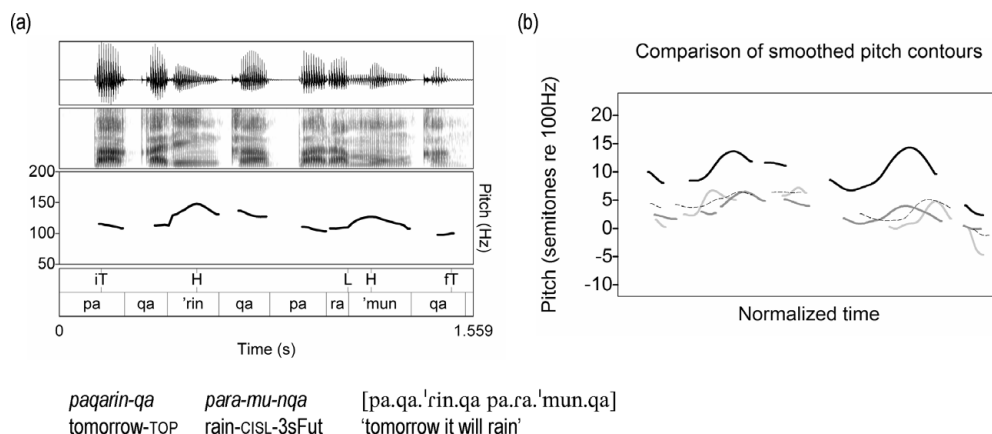 (a)
200
150
100
50
Pitch (Hz)
iT H L H fT
pa qa 'rin qa pa ra 'mun qa
0 1.559
Time (s)
(b)
Comparison of smoothed pitch contours
Pitch (semitones re 100Hz)
20
15
10
5
0
-5
-10
Normalized time
paqarin-qa para-mu-nqa [pa.qa.ˈɾin.qa pa.ɾa.ˈmun.qa]
tomorrow-TOP rain-CISL-3sFut ‘tomorrow it will rain’